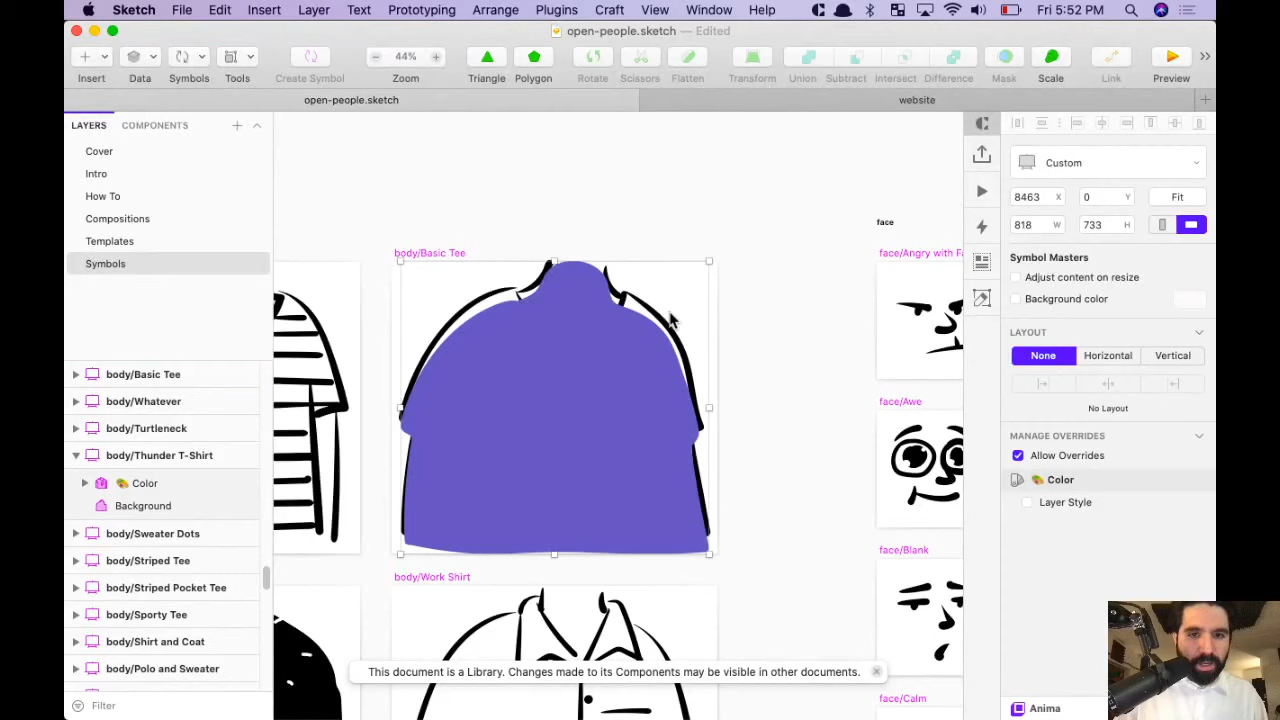 Sketch File Edit Insert Layer Text Prototyping Arrange Plugins Craft View Window Help Fri 5:52 PM
open-people.sketch — Edited
44%
Insert Data Symbols Tools Create Symbol Zoom Triangle Polygon Rotate Scissors Flatten Transform Union Subtract Intersect Difference Mask Scale Link Preview
open-people.sketch website
LAYERS COMPONENTS
Cover
Intro
How To
Compositions
Templates
Symbols
body/Basic Tee
body/Whatever
body/Turtleneck
body/Thunder T-Shirt
Color
Background
body/Sweater Dots
body/Striped Tee
body/Striped Pocket Tee
body/Sporty Tee
body/Shirt and Coat
body/Polo and Sweater
Filter
body/Basic Tee
body/Work Shirt
face
face/Angry with Fa
face/Awe
face/Blank
face/Calm
This document is a Library. Changes made to its Components may be visible in other documents.
Custom
8463 X 0 Y Fit
818 W 733 H
Symbol Masters
Adjust content on resize
Background color
LAYOUT
None Horizontal Vertical
No Layout
MANAGE OVERRIDES
Allow Overrides
Color
Layer Style
Anima